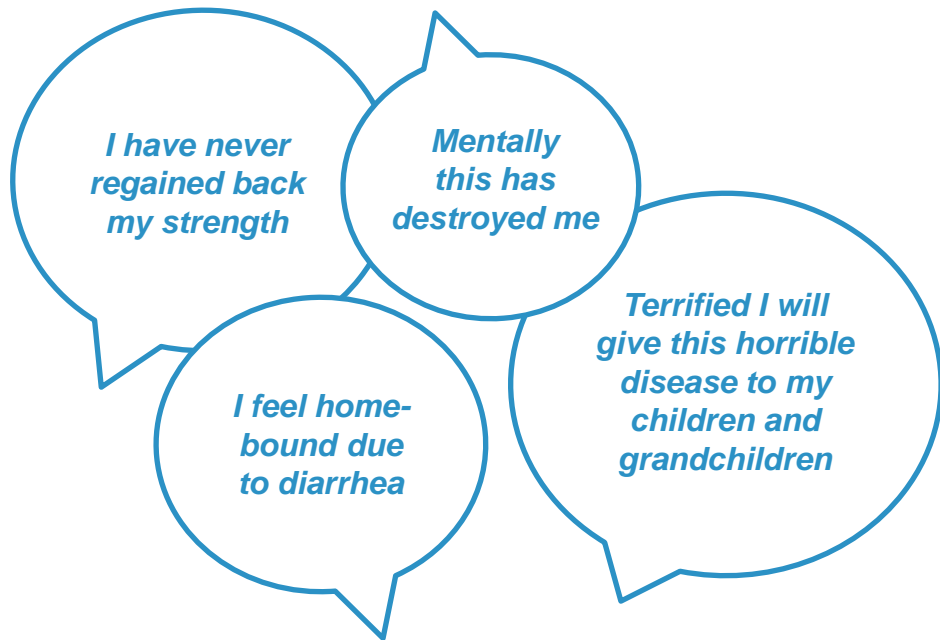 I have never
regained back
my strength
Mentally
this has
destroyed me
Terrified I will
give this horrible
disease to my
children and
grandchildren
I feel home-
bound due
to diarrhea